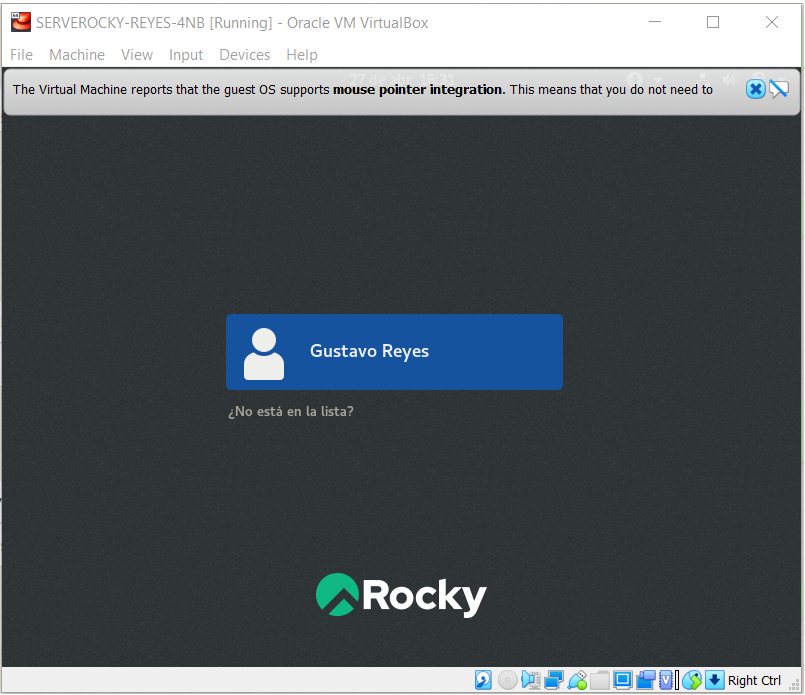 SERVEROCKY-REYES-4NB [Running] - Oracle VM VirtualBox
File Machine View Input Devices Help
27 de abr 16:31
The Virtual Machine reports that the guest OS supports mouse pointer integration. This means that you do not need to
Gustavo Reyes
¿No está en la lista?
Rocky
Right Ctrl